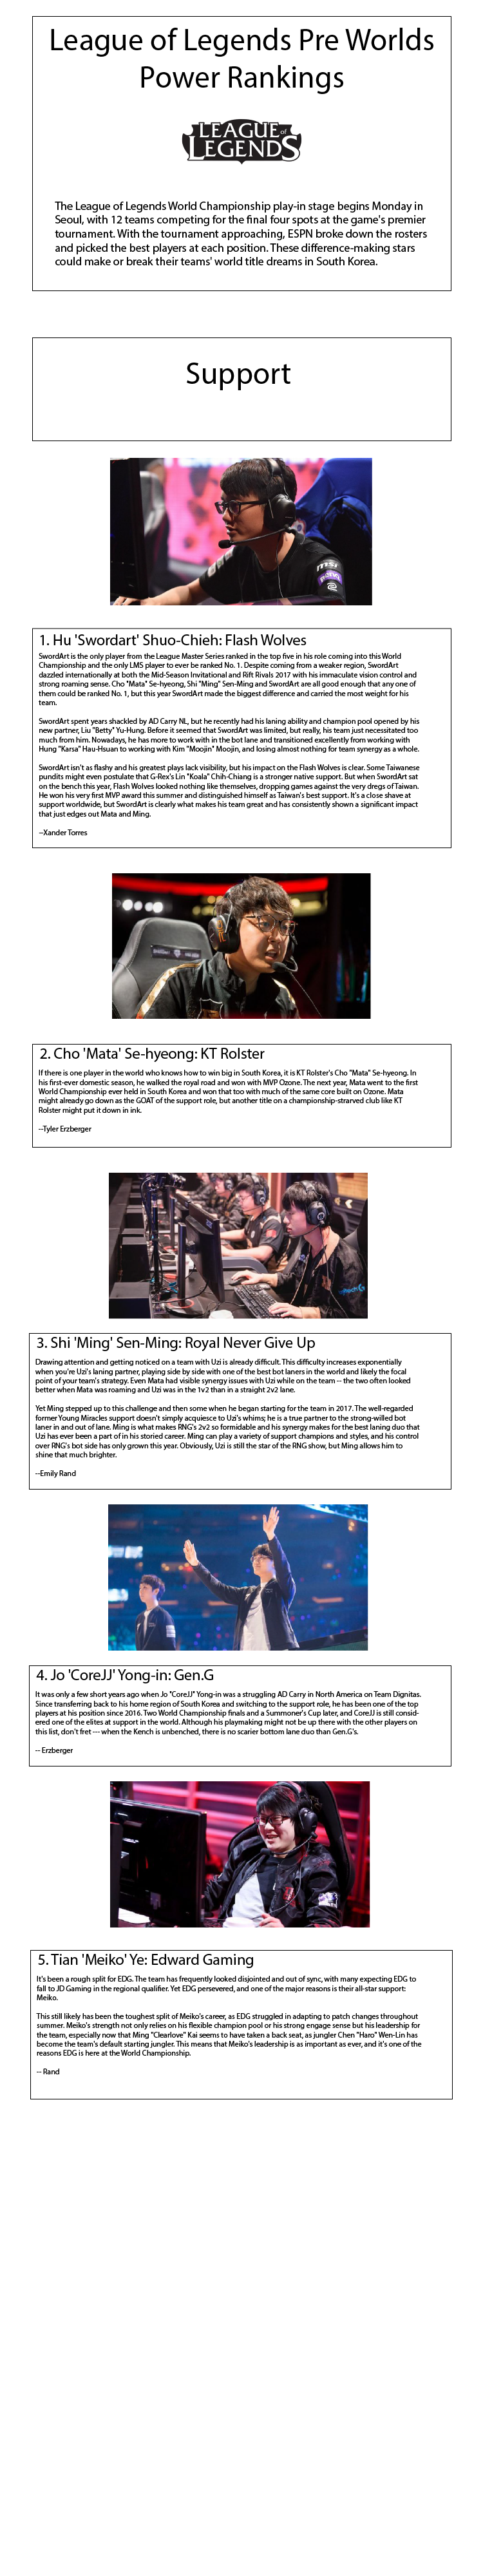 League of Legends Pre Worlds
Power Rankings
LEAGUE of
LEGENDS
The League of Legends World Championship play-in stage begins Monday in
Seoul, with 12 teams competing for the final four spots at the game's premier
tournament. With the tournament approaching, ESPN broke down the rosters
and picked the best players at each position. These difference-making stars
could make or break their teams' world title dreams in South Korea.
Support
msi
1. Hu 'Swordart' Shuo-Chieh: Flash Wolves
SwordArt is the only player from the League Master Series ranked in the top five in his role coming into this World
Championship and the only LMS player to ever be ranked No. 1. Despite coming from a weaker region, SwordArt
dazzled internationally at both the Mid-Season Invitational and Rift Rivals 2017 with his immaculate vision control and
strong roaming sense. Cho "Mata" Se-hyeong, Shi "Ming" Sen-Ming and SwordArt are all good enough that any one of
them could be ranked No. 1, but this year SwordArt made the biggest difference and carried the most weight for his
team.
SwordArt spent years shackled by AD Carry NL, but he recently had his laning ability and champion pool opened by his
new partner, Liu "Betty" Yu-Hung. Before it seemed that SwordArt was limited, but really, his team just necessitated too
much from him. Nowadays, he has more to work with in the bot lane and transitioned excellently from working with
Hung "Karsa" Hau-Hsuan to working with Kim "Moojin" Moojin, and losing almost nothing for team synergy as a whole.
SwordArt isn't as flashy and his greatest plays lack visibility, but his impact on the Flash Wolves is clear. Some Taiwanese
pundits might even postulate that G-Rex's Lin "Koala" Chih-Chiang is a stronger native support. But when SwordArt sat
on the bench this year, Flash Wolves looked nothing like themselves, dropping games against the very dregs of Taiwan.
He won his very first MVP award this summer and distinguished himself as Taiwan's best support. It's a close shave at
support worldwide, but SwordArt is clearly what makes his team great and has consistently shown a significant impact
that just edges out Mata and Ming.
--Xander Torres
2. Cho 'Mata' Se-hyeong: KT Rolster
If there is one player in the world who knows how to win big in South Korea, it is KT Rolster's Cho "Mata" Se-hyeong. In
his first-ever domestic season, he walked the royal road and won with MVP Ozone. The next year, Mata went to the first
World Championship ever held in South Korea and won that too with much of the same core built on Ozone. Mata
might already go down as the GOAT of the support role, but another title on a championship-strarved club like KT
Rolster might put it down in ink.
--Tyler Erzberger
3. Shi 'Ming' Sen-Ming: Royal Never Give Up
Drawing attention and getting noticed on a team with Uzi is already difficult. This difficulty increases exponentially
when you're Uzi's laning partner, playing side by side with one of the best bot laners in the world and likely the focal
point of your team's strategy. Even Mata had visible synergy issues with Uzi while on the team -- the two often looked
better when Mata was roaming and Uzi was in the 1v2 than in a straight 2v2 lane.
Yet Ming stepped up to this challenge and then some when he began starting for the team in 2017. The well-regarded
former Young Miracles support doesn't simply acquiesce to Uzi's whims; he is a true partner to the strong-willed bot
laner in and out of lane. Ming is what makes RNG's 2v2 so formidable and his synergy makes for the best laning duo that
Uzi has ever been a part of in his storied career. Ming can play a variety of support champions and styles, and his control
over RNG's bot side has only grown this year. Obviously, Uzi is still the star of the RNG show, but Ming allows him to
shine that much brighter.
--Emily Rand
4. Jo 'CoreJJ' Yong-in: Gen.G
It was only a few short years ago when Jo "CoreJJ" Yong-in was a struggling AD Carry in North America on Team Dignitas.
Since transferring back to his home region of South Korea and switching to the support role, he has been one of the top
players at his position since 2016. Two World Championship finals and a Summoner's Cup later, and CoreJJ is still consid-
ered one of the elites at support in the world. Although his playmaking might not be up there with the other players on
this list, don't fret --- when the Kench is unbenched, there is no scarier bottom lane duo than Gen.G's.
-- Erzberger
5. Tian 'Meiko' Ye: Edward Gaming
It's been a rough split for EDG. The team has frequently looked disjointed and out of sync, with many expecting EDG to
fall to JD Gaming in the regional qualifier. Yet EDG persevered, and one of the major reasons is their all-star support:
Meiko.
This still likely has been the toughest split of Meiko's career, as EDG struggled in adapting to patch changes throughout
summer. Meiko's strength not only relies on his flexible champion pool or his strong engage sense but his leadership for
the team, especially now that Ming "Clearlove" Kai seems to have taken a back seat, as jungler Chen "Haro" Wen-Lin has
become the team's default starting jungler. This means that Meiko's leadership is as important as ever, and it's one of the
reasons EDG is here at the World Championship.
-- Rand